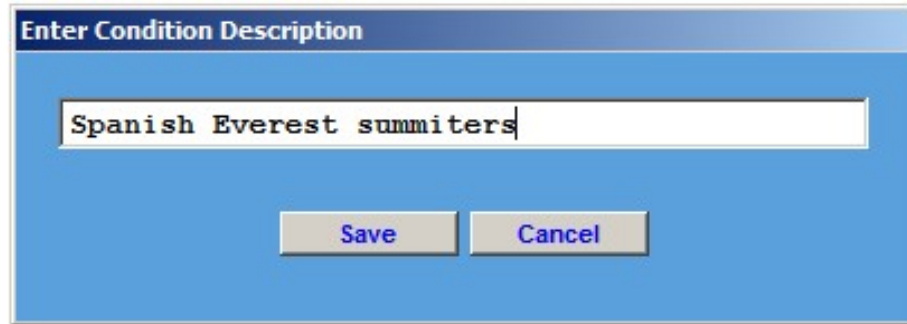 Enter Condition Description
Spanish Everest summiters
Save Cancel